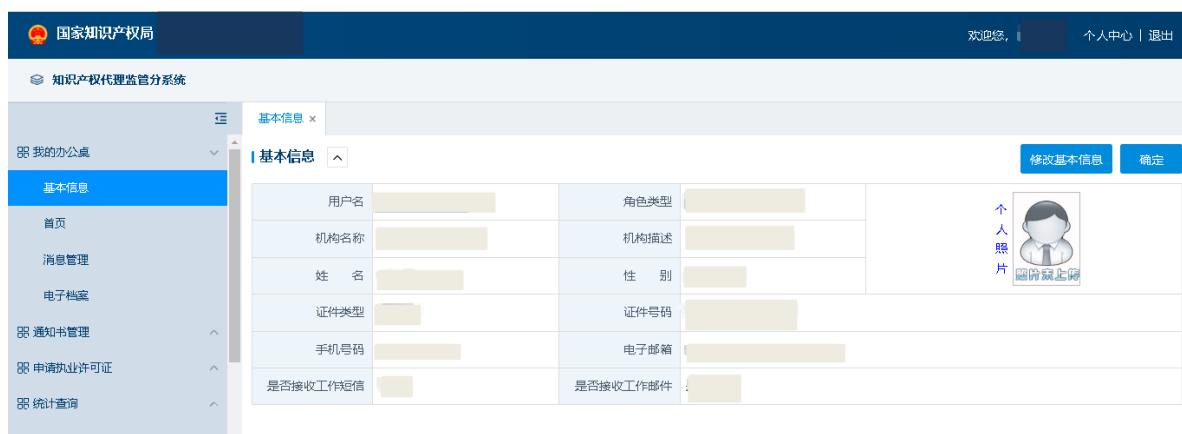 国家知识产权局
欢迎您, 个人中心 | 退出
知识产权代理监管分系统
基本信息 ×
我的办公桌
基本信息
首页
消息管理
电子档案
通知书管理
申请执业许可证
统计查询
基本信息
修改基本信息 确定
用户名 角色类型
机构名称 机构描述
姓 名 性 别
个人照片
照片未上传
证件类型 证件号码
手机号码 电子邮箱
是否接收工作短信 是否接收工作邮件